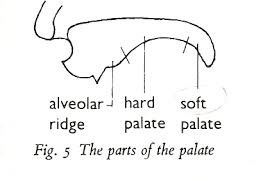 alveolar hard soft
ridge palate palate
Fig. 5 The parts of the palate